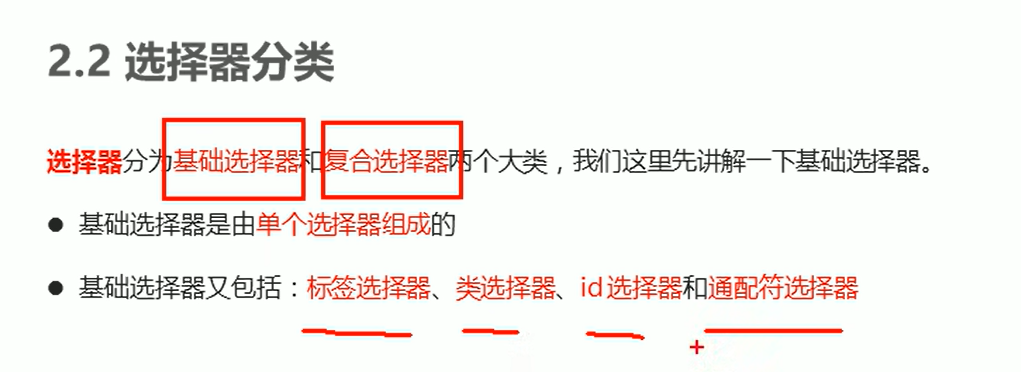 2.2 选择器分类
选择器分为基础选择器和复合选择器两个大类，我们这里先讲解一下基础选择器。
● 基础选择器是由单个选择器组成的
● 基础选择器又包括：标签选择器、类选择器、id 选择器和通配符选择器